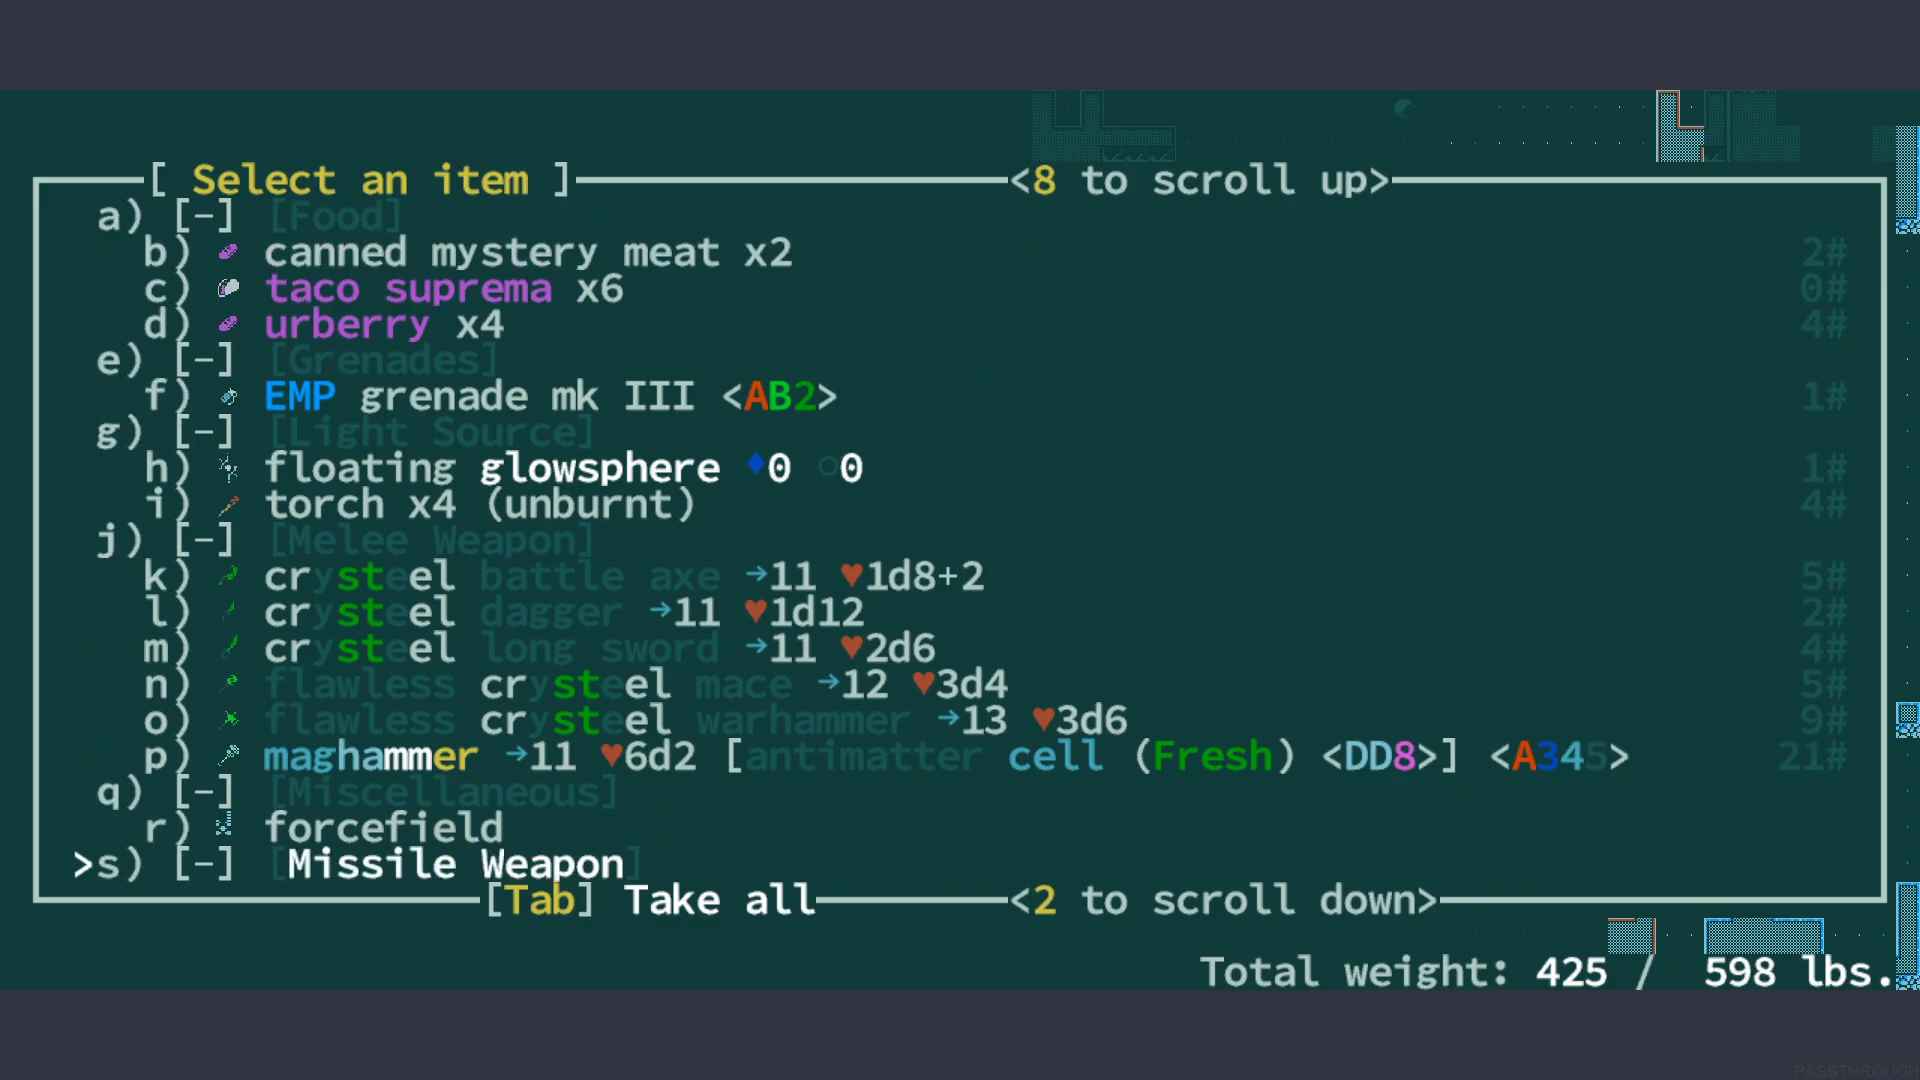 [ Select an item ] <8 to scroll up>
a) [-] [Food]
b) canned mystery meat x2 2#
c) taco suprema x6 0#
d) urberry x4 4#
e) [-] [Grenades]
f) EMP grenade mk III <AB2> 1#
g) [-] [Light Source]
h) floating glowsphere ♦0 ○0 1#
i) torch x4 (unburnt) 4#
j) [-] [Melee Weapon]
k) crysteel battle axe →11 ♥1d8+2 5#
l) crysteel dagger →11 ♥1d12 2#
m) crysteel long sword →11 ♥2d6 4#
n) flawless crysteel mace →12 ♥3d4 5#
o) flawless crysteel warhammer →13 ♥3d6 9#
p) maghammer →11 ♥6d2 [antimatter cell (Fresh) <DD8>] <A345> 21#
q) [-] [Miscellaneous]
r) forcefield
>s) [-] [Missile Weapon]
[Tab] Take all <2 to scroll down>
Total weight: 425 / 598 lbs.
PASSTHROUGH